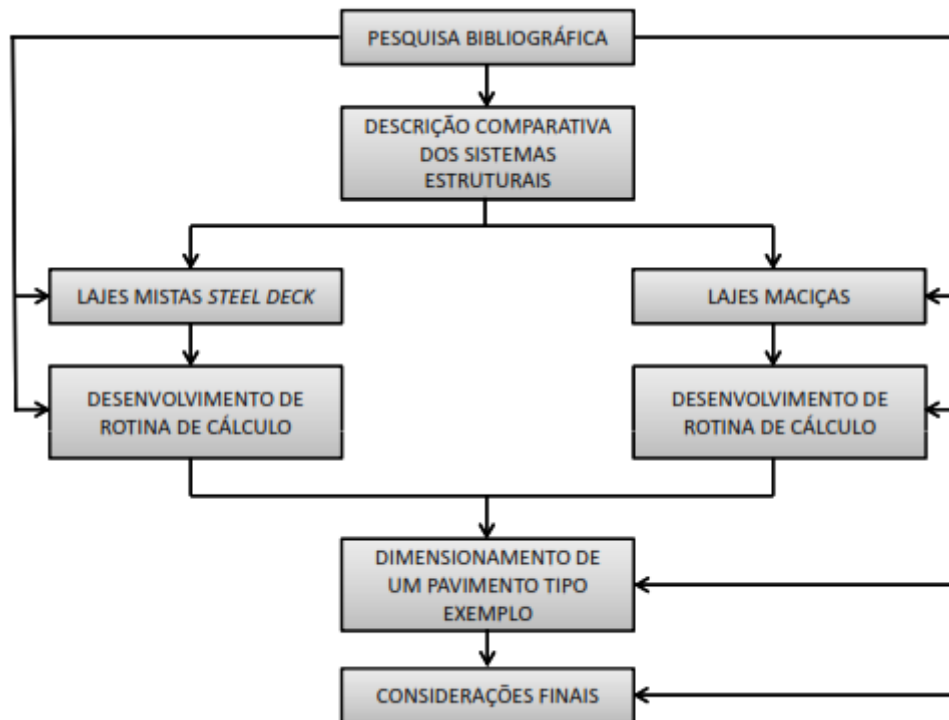 PESQUISA BIBLIOGRÁFICA
DESCRIÇÃO COMPARATIVA
DOS SISTEMAS
ESTRUTURAIS
LAJES MISTAS STEEL DECK
LAJES MACIÇAS
DESENVOLVIMENTO DE
ROTINA DE CÁLCULO
DESENVOLVIMENTO DE
ROTINA DE CÁLCULO
DIMENSIONAMENTO DE
UM PAVIMENTO TIPO
EXEMPLO
CONSIDERAÇÕES FINAIS